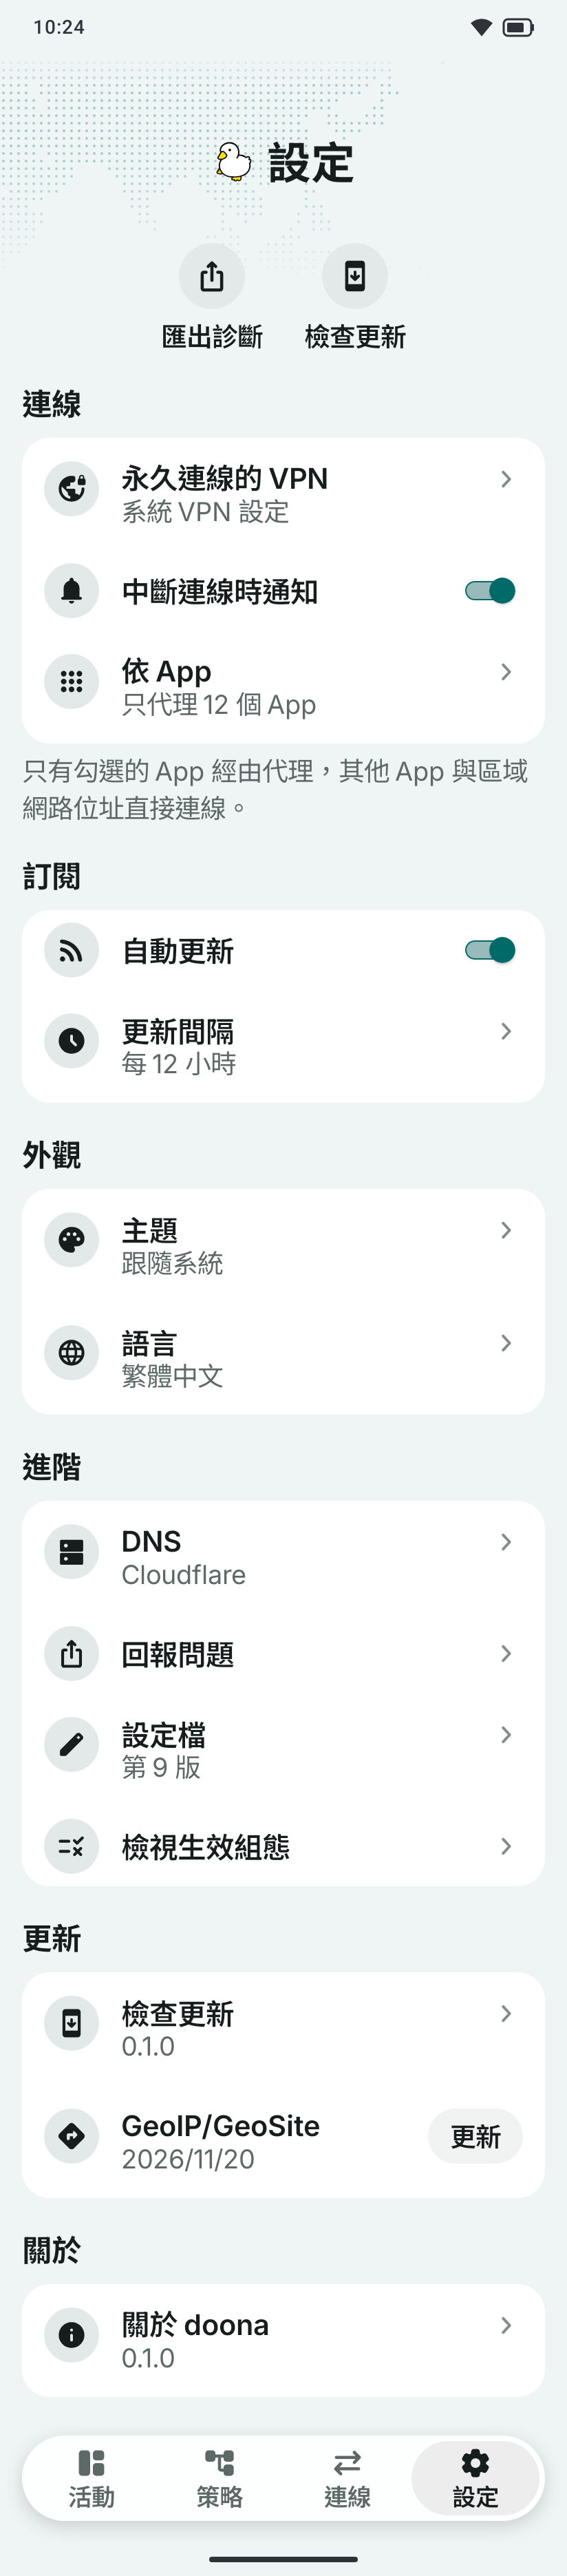 10:24
設定
匯出診斷
檢查更新
連線
永久連線的 VPN
系統 VPN 設定
中斷連線時通知
依 App
只代理 12 個 App
只有勾選的 App 經由代理，其他 App 與區域
網路位址直接連線。
訂閱
自動更新
更新間隔
每 12 小時
外觀
主題
跟隨系統
語言
繁體中文
進階
DNS
Cloudflare
回報問題
設定檔
第 9 版
檢視生效組態
更新
檢查更新
0.1.0
GeoIP/GeoSite
2026/11/20
更新
關於
關於 doona
0.1.0
活動
策略
連線
設定